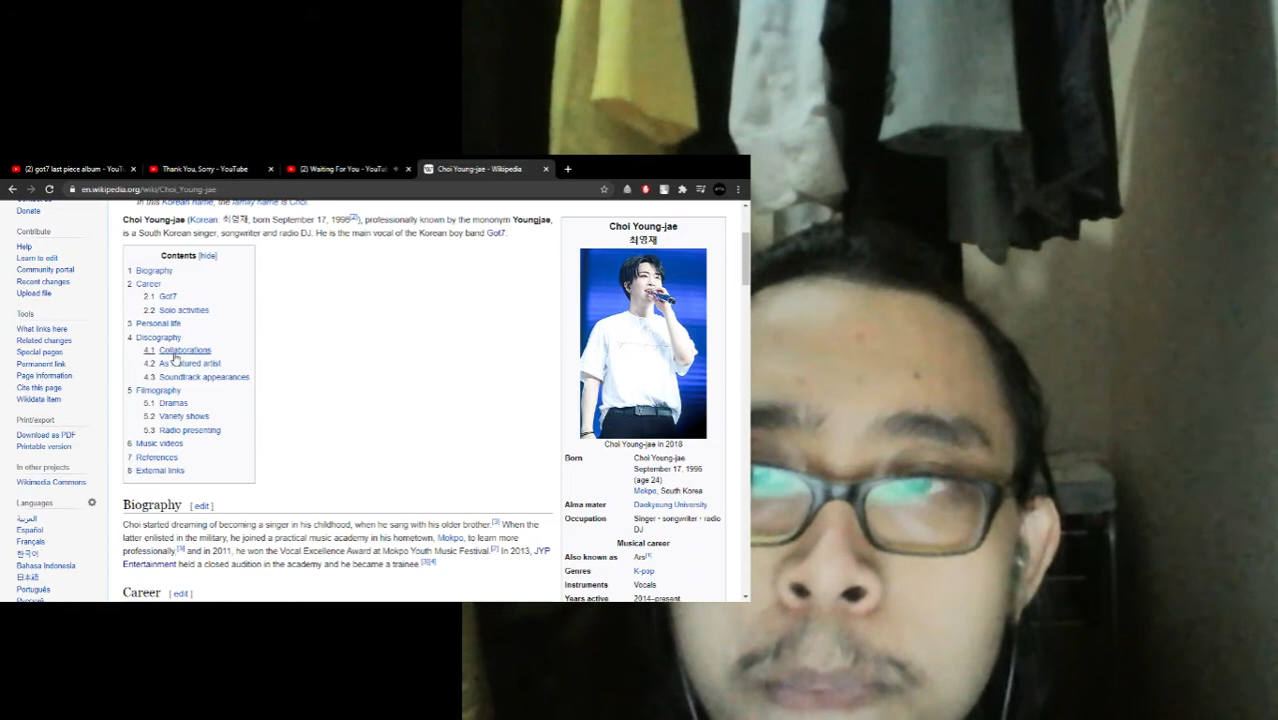 (2) got7 last piece album - YouT
Thank You, Sorry - YouTube
(2) Waiting For You - YouTu
Choi Young-jae - Wikipedia
en.wikipedia.org/wiki/Choi_Young-jae
Donate
Contribute
Help
Learn to edit
Community portal
Recent changes
Upload file
Tools
What links here
Related changes
Special pages
Permanent link
Page information
Cite this page
Wikidata item
Print/export
Download as PDF
Printable version
In other projects
Wikimedia Commons
Languages
العربية
Español
Français
한국어
Bahasa Indonesia
日本語
Português
Русский
In this Korean name, the family name is Choi.
Choi Young-jae (Korean: 최영재, born September 17, 1996[2]), professionally known by the mononym Youngjae,
is a South Korean singer, songwriter and radio DJ. He is the main vocal of the Korean boy band Got7.
Contents [hide]
1 Biography
2 Career
2.1 Got7
2.2 Solo activities
3 Personal life
4 Discography
4.1 Collaborations
4.2 As featured artist
4.3 Soundtrack appearances
5 Filmography
5.1 Dramas
5.2 Variety shows
5.3 Radio presenting
6 Music videos
7 References
8 External links
Biography [ edit ]
Choi started dreaming of becoming a singer in his childhood, when he sang with his older brother.[3] When the
latter enlisted in the military, he joined a practical music academy in his hometown, Mokpo, to learn more
professionally,[3] and in 2011, he won the Vocal Excellence Award at Mokpo Youth Music Festival.[2] In 2013, JYP
Entertainment held a closed audition in the academy and he became a trainee.[3][4]
Career [ edit ]
Choi Young-jae
최영재
Choi Young-jae in 2018
Born Choi Young-jae
September 17, 1996
(age 24)
Mokpo, South Korea
Alma mater Daekyeung University
Occupation Singer · songwriter · radio
DJ
Musical career
Also known as Ars[1]
Genres K-pop
Instruments Vocals
Years active 2014–present